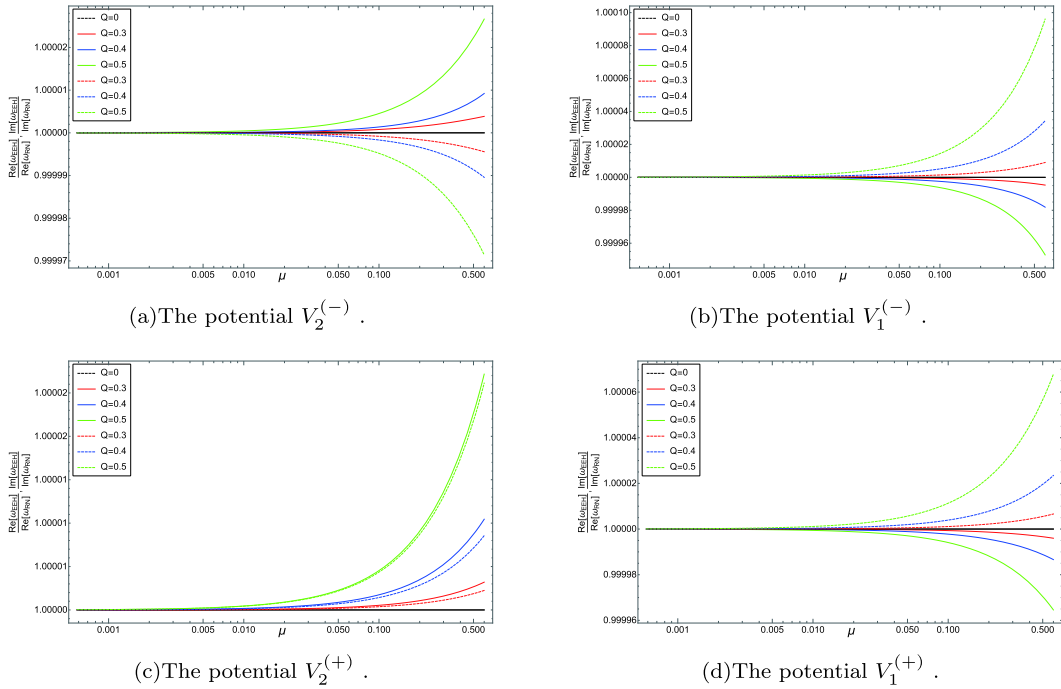 Q=0
Q=0.3
Q=0.4
Q=0.5
Q=0.3
Q=0.4
Q=0.5
1.00002
1.00001
1.00000
0.99999
0.99998
0.99997
Re[ωEEH]/Re[ωRN], Im[ωEEH]/Im[ωRN]
0.001 0.005 0.010 0.050 0.100 0.500
μ
(a)The potential V_2^(−) .
Q=0
Q=0.3
Q=0.4
Q=0.5
Q=0.3
Q=0.4
Q=0.5
1.00010
1.00008
1.00006
1.00004
1.00002
1.00000
0.99998
0.99996
Re[ωEEH]/Re[ωRN], Im[ωEEH]/Im[ωRN]
0.001 0.005 0.010 0.050 0.100 0.500
μ
(b)The potential V_1^(−) .
Q=0
Q=0.3
Q=0.4
Q=0.5
Q=0.3
Q=0.4
Q=0.5
1.00002
1.00002
1.00001
1.00001
1.00001
1.00000
Re[ωEEH]/Re[ωRN], Im[ωEEH]/Im[ωRN]
0.001 0.005 0.010 0.050 0.100 0.500
μ
(c)The potential V_2^(+) .
Q=0
Q=0.3
Q=0.4
Q=0.5
Q=0.3
Q=0.4
Q=0.5
1.00006
1.00004
1.00002
1.00000
0.99998
0.99996
Re[ωEEH]/Re[ωRN], Im[ωEEH]/Im[ωRN]
0.001 0.005 0.010 0.050 0.100 0.500
μ
(d)The potential V_1^(+) .